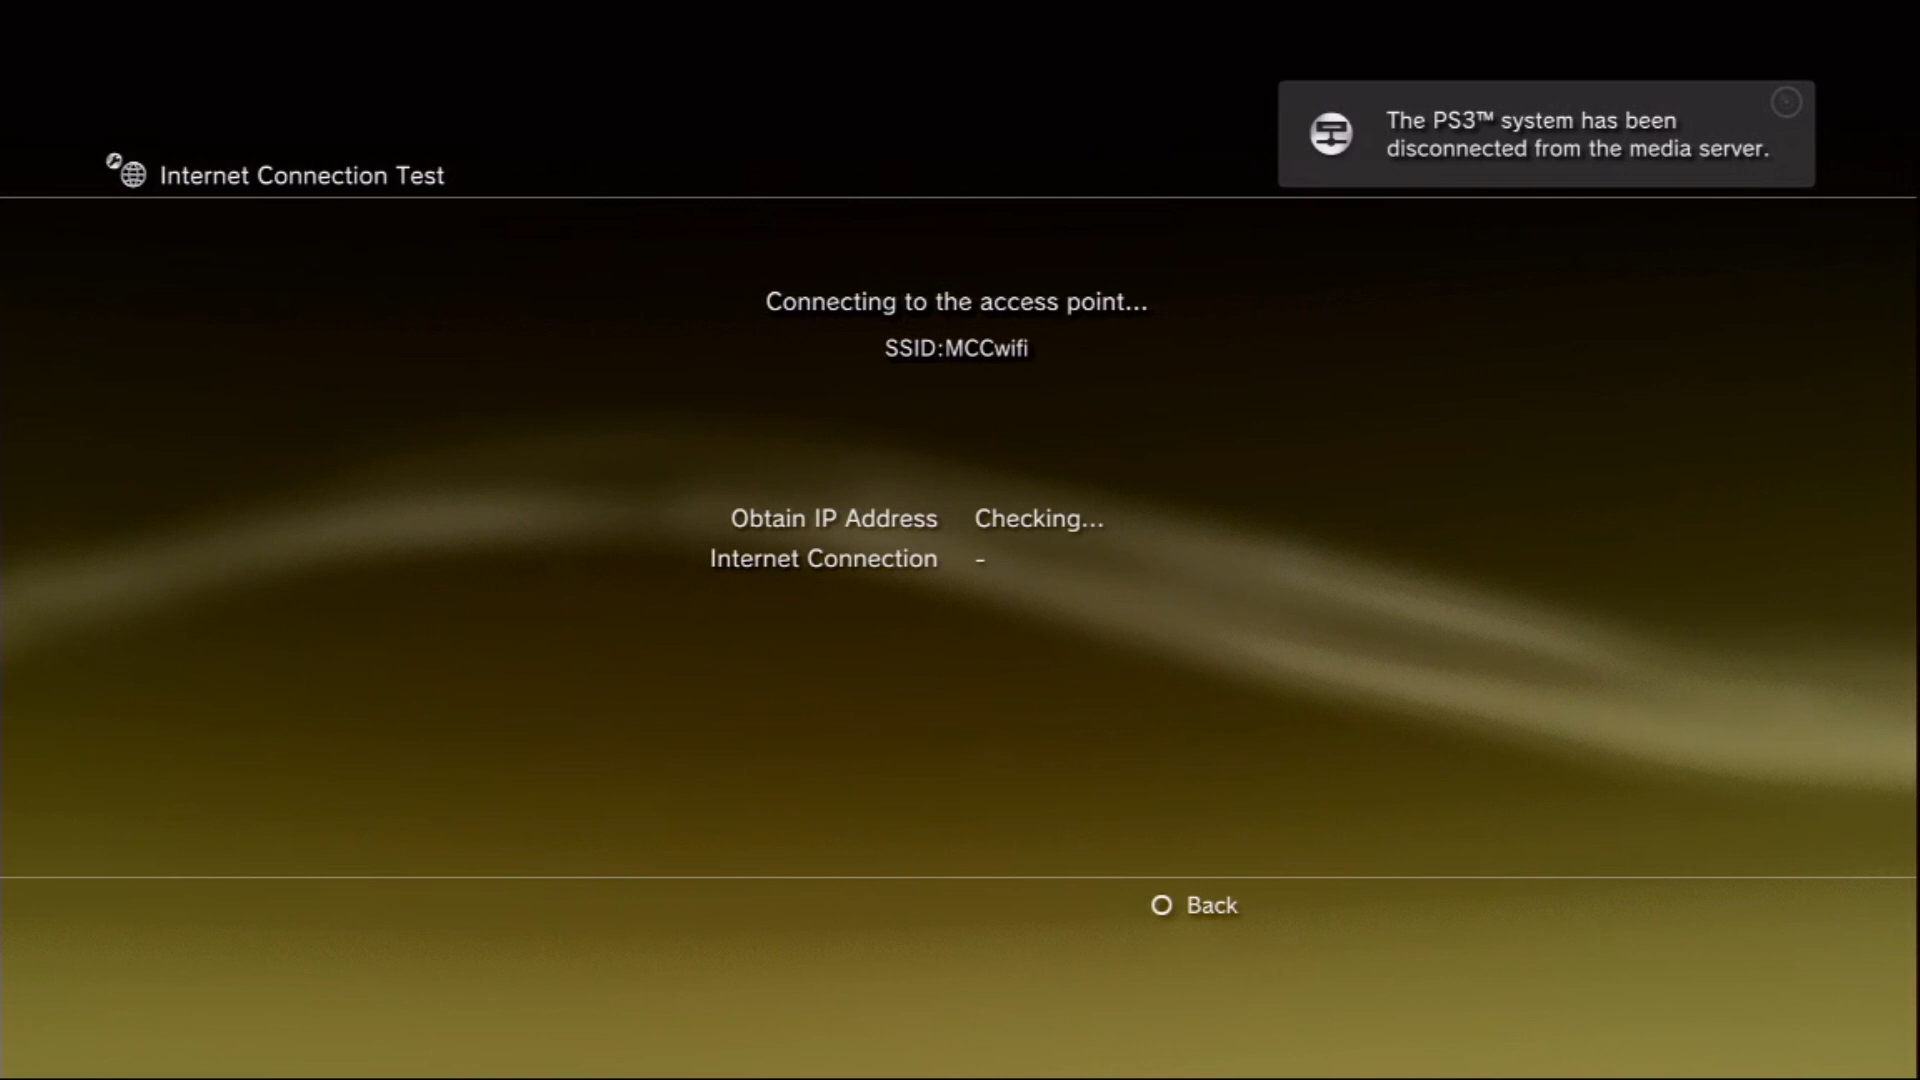 The PS3™ system has been
disconnected from the media server.
Internet Connection Test
Connecting to the access point...
SSID:MCCwifi
Obtain IP Address Checking...
Internet Connection -
Back